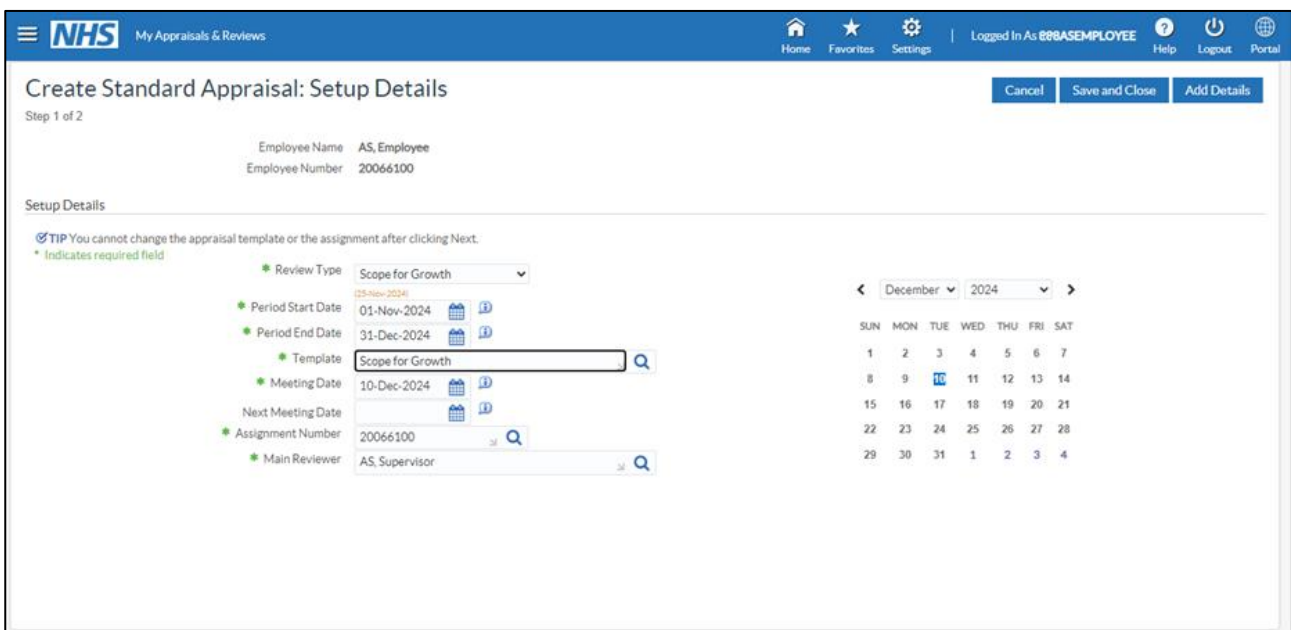 NHS My Appraisals & Reviews
Home Favorites Settings | Logged In As BASEMPLOYEE Help Logout Portal
Create Standard Appraisal: Setup Details
Cancel Save and Close Add Details
Step 1 of 2
Employee Name AS, Employee
Employee Number 20066100
Setup Details
TIP You cannot change the appraisal template or the assignment after clicking Next.
* Indicates required field
* Review Type Scope for Growth
(25-Nov-2024)
* Period Start Date 01-Nov-2024
* Period End Date 31-Dec-2024
* Template Scope for Growth
* Meeting Date 10-Dec-2024
Next Meeting Date
* Assignment Number 20066100
* Main Reviewer AS, Supervisor
December 2024
SUN MON TUE WED THU FRI SAT
1 2 3 4 5 6 7
8 9 10 11 12 13 14
15 16 17 18 19 20 21
22 23 24 25 26 27 28
29 30 31 1 2 3 4